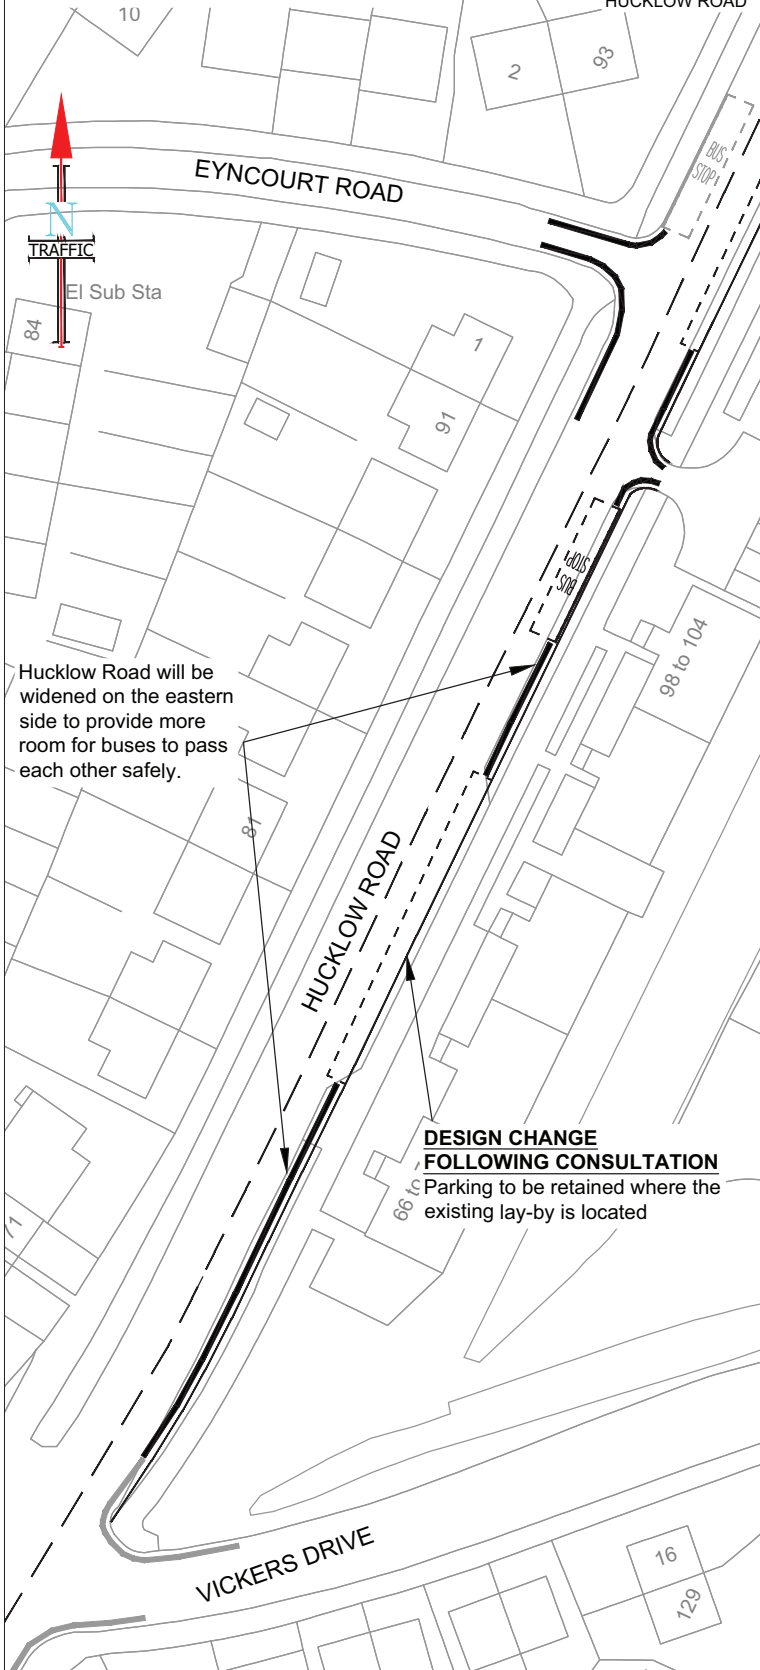 HUCKLOW ROAD
10
2
93
BUS
STOP
EYNCOURT ROAD
N
TRAFFIC
El Sub Sta
84
1
91
BUS
STOP
98 to 104
Hucklow Road will be
widened on the eastern
side to provide more
room for buses to pass
each other safely.
81
HUCKLOW ROAD
DESIGN CHANGE
FOLLOWING CONSULTATION
Parking to be retained where the
existing lay-by is located
66 to
71
VICKERS DRIVE
16
129